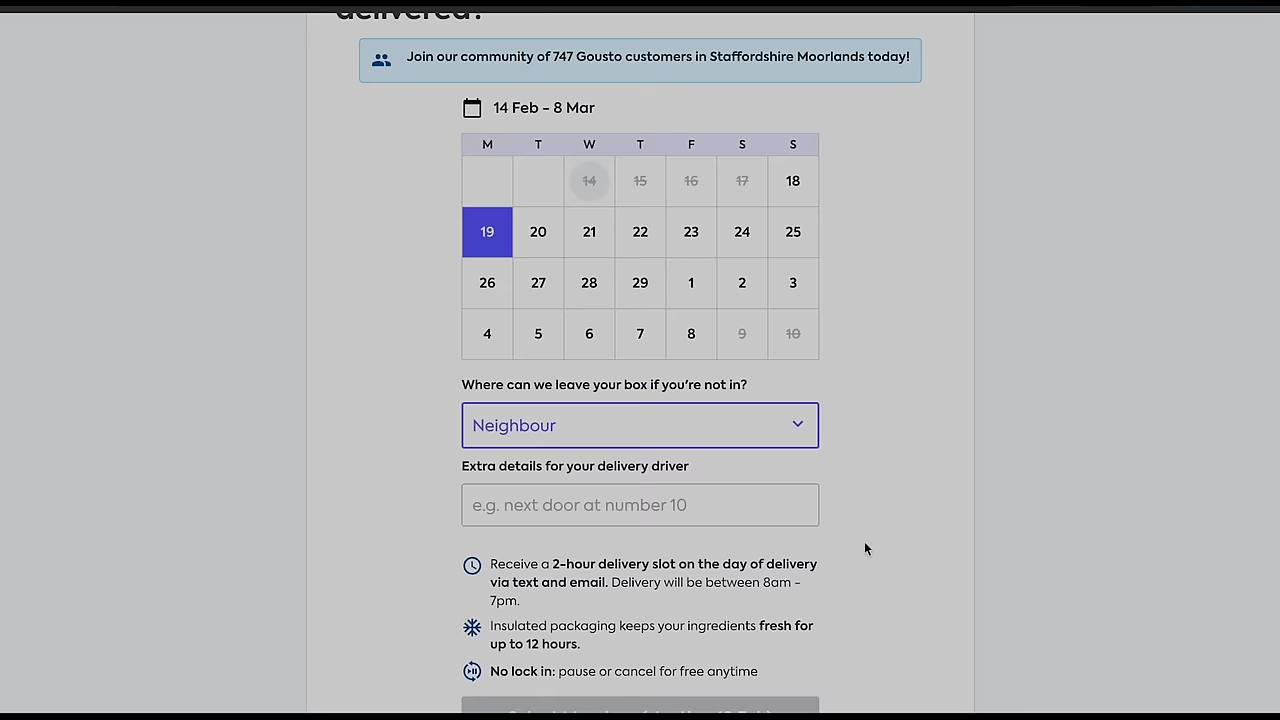 delivered?
Join our community of 747 Gousto customers in Staffordshire Moorlands today!
14 Feb - 8 Mar
M T W T F S S
14 15 16 17 18
19 20 21 22 23 24 25
26 27 28 29 1 2 3
4 5 6 7 8 9 10
Where can we leave your box if you're not in?
Neighbour
Extra details for your delivery driver
e.g. next door at number 10
Receive a 2-hour delivery slot on the day of delivery
via text and email. Delivery will be between 8am -
7pm.
Insulated packaging keeps your ingredients fresh for
up to 12 hours.
No lock in: pause or cancel for free anytime